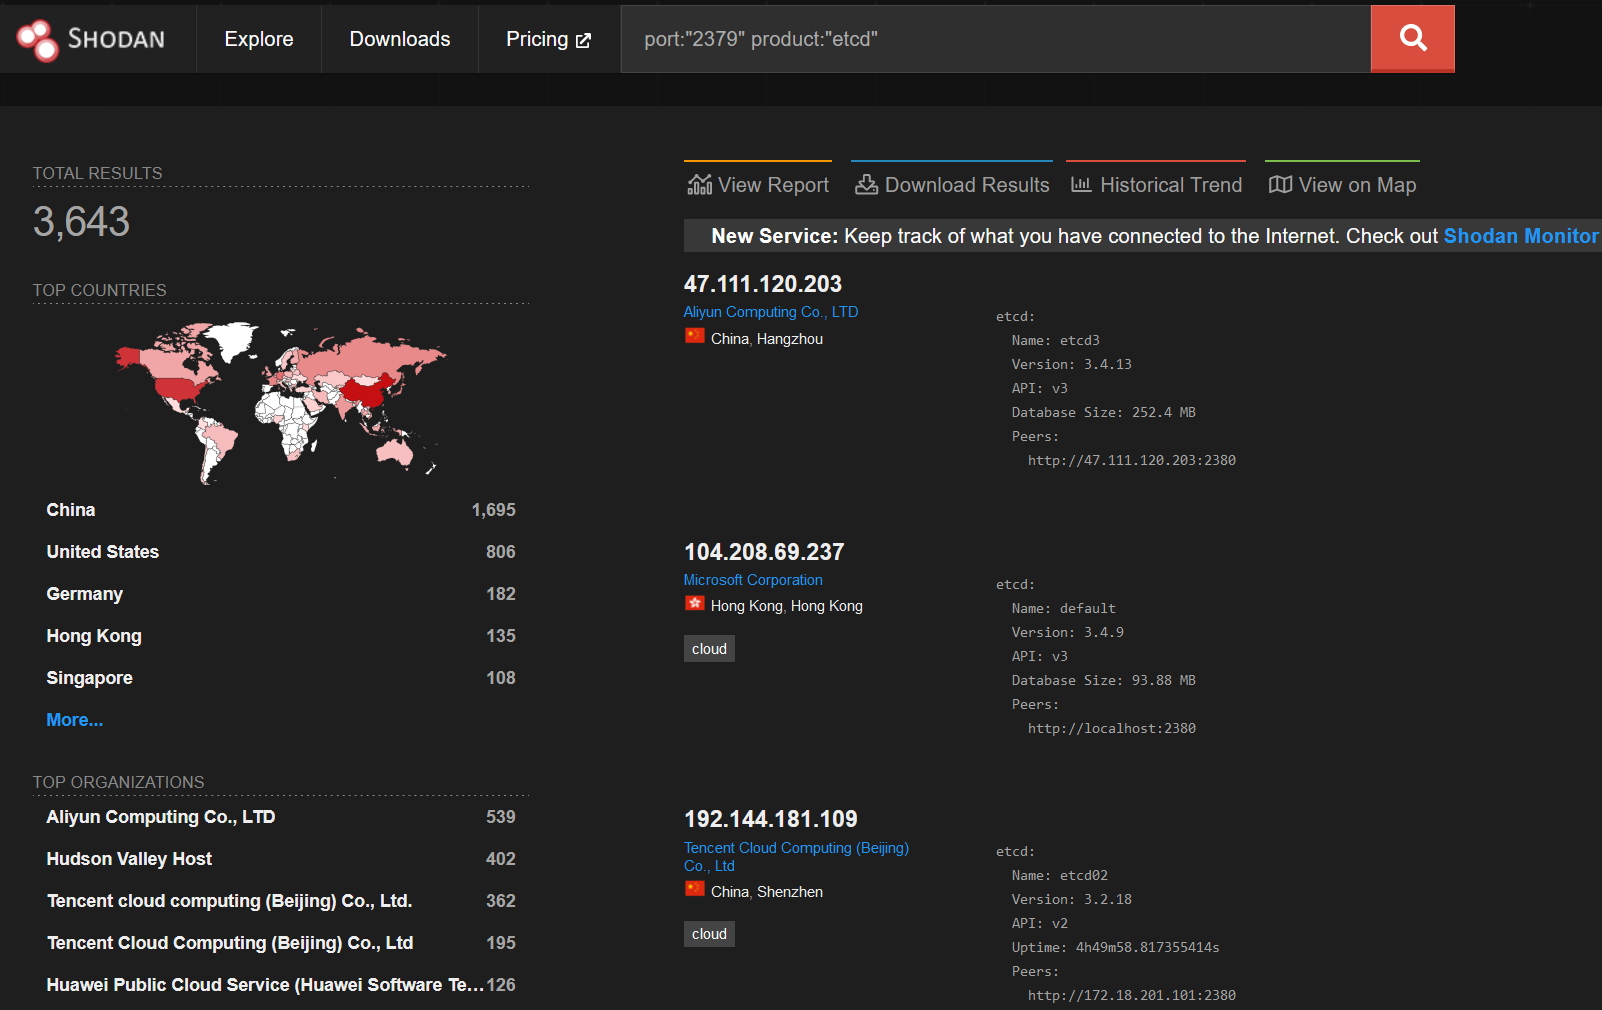 SHODAN
Explore
Downloads
Pricing
port:"2379" product:"etcd"
TOTAL RESULTS
3,643
TOP COUNTRIES
China 1,695
United States 806
Germany 182
Hong Kong 135
Singapore 108
More...
TOP ORGANIZATIONS
Aliyun Computing Co., LTD 539
Hudson Valley Host 402
Tencent cloud computing (Beijing) Co., Ltd. 362
Tencent Cloud Computing (Beijing) Co., Ltd 195
Huawei Public Cloud Service (Huawei Software Te... 126
View Report
Download Results
Historical Trend
View on Map
New Service: Keep track of what you have connected to the Internet. Check out Shodan Monitor
47.111.120.203
Aliyun Computing Co., LTD
China, Hangzhou
etcd:
Name: etcd3
Version: 3.4.13
API: v3
Database Size: 252.4 MB
Peers:
http://47.111.120.203:2380
104.208.69.237
Microsoft Corporation
Hong Kong, Hong Kong
cloud
etcd:
Name: default
Version: 3.4.9
API: v3
Database Size: 93.88 MB
Peers:
http://localhost:2380
192.144.181.109
Tencent Cloud Computing (Beijing)
Co., Ltd
China, Shenzhen
cloud
etcd:
Name: etcd02
Version: 3.2.18
API: v2
Uptime: 4h49m58.817355414s
Peers:
http://172.18.201.101:2380